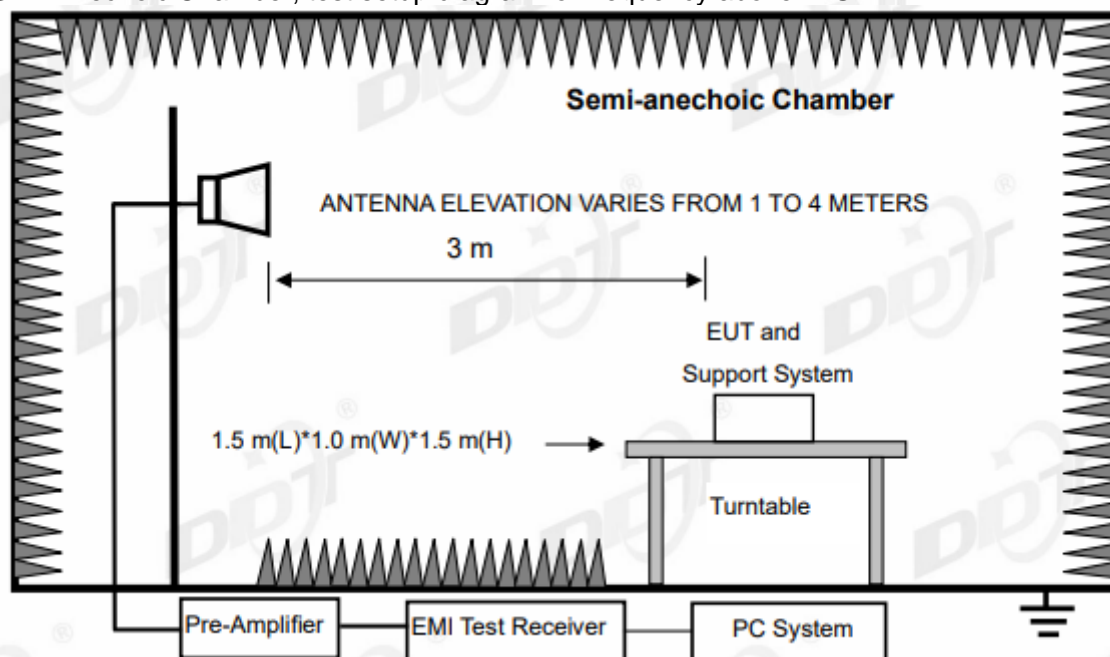 Semi-anechoic Chamber
ANTENNA ELEVATION VARIES FROM 1 TO 4 METERS
3 m
EUT and
Support System
1.5 m(L)*1.0 m(W)*1.5 m(H)
Turntable
Pre-Amplifier
EMI Test Receiver
PC System